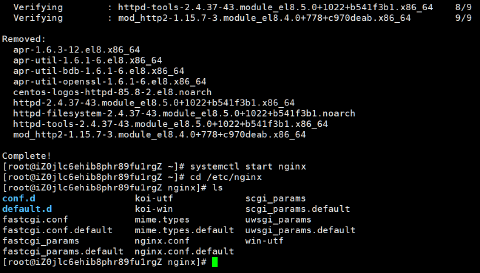 Verifying : httpd-tools-2.4.37-43.module_el8.5.0+1022+b541f3b1.x86_64 8/9
Verifying : mod_http2-1.15.7-3.module_el8.4.0+778+c970deab.x86_64 9/9
Removed:
apr-1.6.3-12.el8.x86_64
apr-util-1.6.1-6.el8.x86_64
apr-util-bdb-1.6.1-6.el8.x86_64
apr-util-openssl-1.6.1-6.el8.x86_64
centos-logos-httpd-85.8-2.el8.noarch
httpd-2.4.37-43.module_el8.5.0+1022+b541f3b1.x86_64
httpd-filesystem-2.4.37-43.module_el8.5.0+1022+b541f3b1.noarch
httpd-tools-2.4.37-43.module_el8.5.0+1022+b541f3b1.x86_64
mod_http2-1.15.7-3.module_el8.4.0+778+c970deab.x86_64
Complete!
[root@iZ0jlc6ehib8phr89fu1rgZ ~]# systemctl start nginx
[root@iZ0jlc6ehib8phr89fu1rgZ ~]# cd /etc/nginx
[root@iZ0jlc6ehib8phr89fu1rgZ nginx]# ls
conf.d koi-utf scgi_params
default.d koi-win scgi_params.default
fastcgi.conf mime.types uwsgi_params
fastcgi.conf.default mime.types.default uwsgi_params.default
fastcgi_params nginx.conf win-utf
fastcgi_params.default nginx.conf.default
[root@iZ0jlc6ehib8phr89fu1rgZ nginx]#